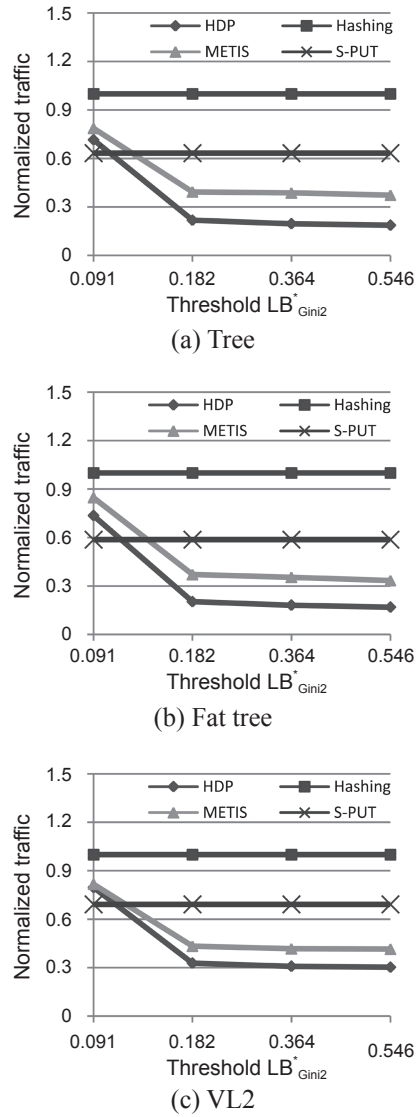 1.5
HDP Hashing
METIS S-PUT
1.2
0.9
0.6
0.3
0
Normalized traffic
0.091 0.182 0.364 0.546
Threshold LB*Gini2
(a) Tree
1.5
HDP Hashing
METIS S-PUT
1.2
0.9
0.6
0.3
0
Normalized traffic
0.091 0.182 0.364 0.546
Threshold LB*Gini2
(b) Fat tree
1.5
HDP Hashing
METIS S-PUT
1.2
0.9
0.6
0.3
0
Normalized traffic
0.091 0.182 0.364 0.546
Threshold LB*Gini2
(c) VL2